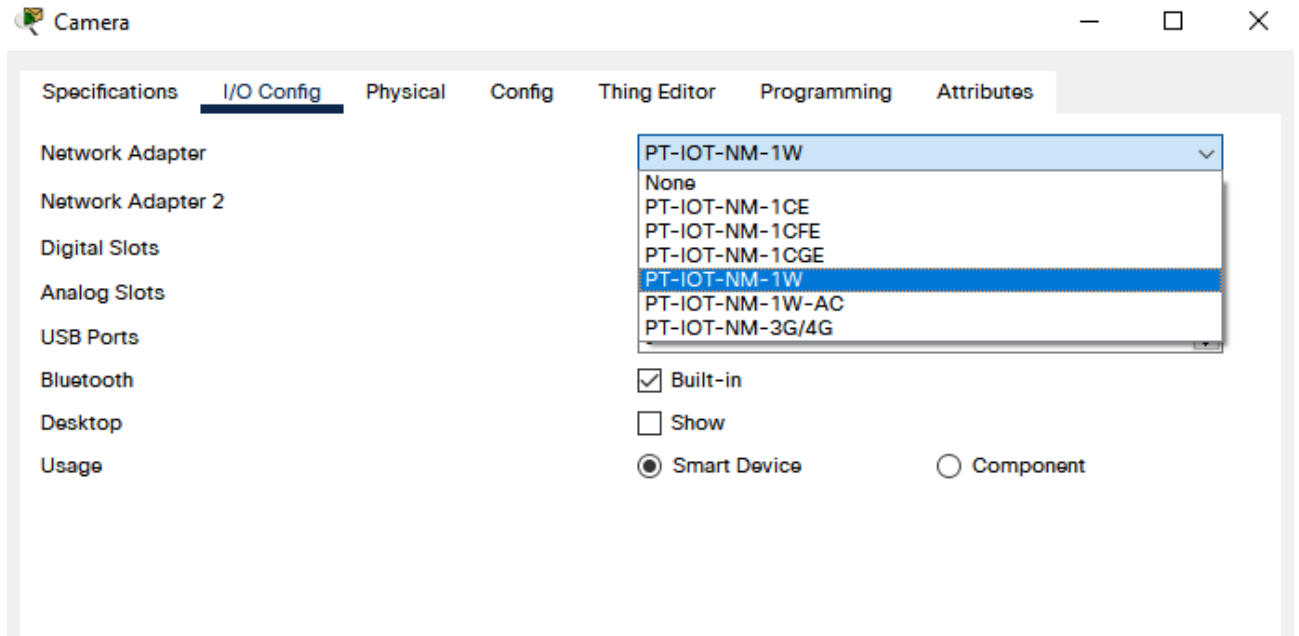 Camera
Specifications I/O Config Physical Config Thing Editor Programming Attributes
Network Adapter PT-IOT-NM-1W
None
Network Adapter 2 PT-IOT-NM-1CE
PT-IOT-NM-1CFE
Digital Slots PT-IOT-NM-1CGE
PT-IOT-NM-1W
Analog Slots PT-IOT-NM-1W-AC
PT-IOT-NM-3G/4G
USB Ports
Bluetooth Built-in
Desktop Show
Usage Smart Device Component